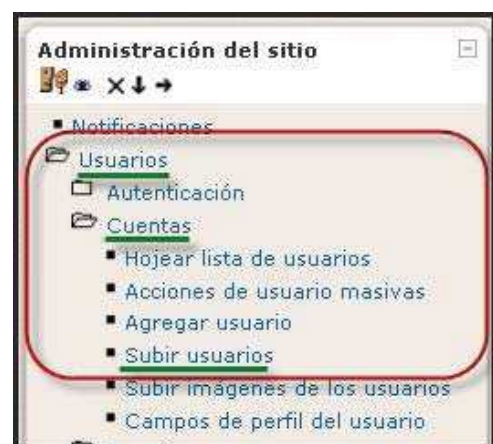 Administración del sitio
Notificaciones
Usuarios
Autenticación
Cuentas
Hojear lista de usuarios
Acciones de usuario masivas
Agregar usuario
Subir usuarios
Subir imágenes de los usuarios
Campos de perfil del usuario